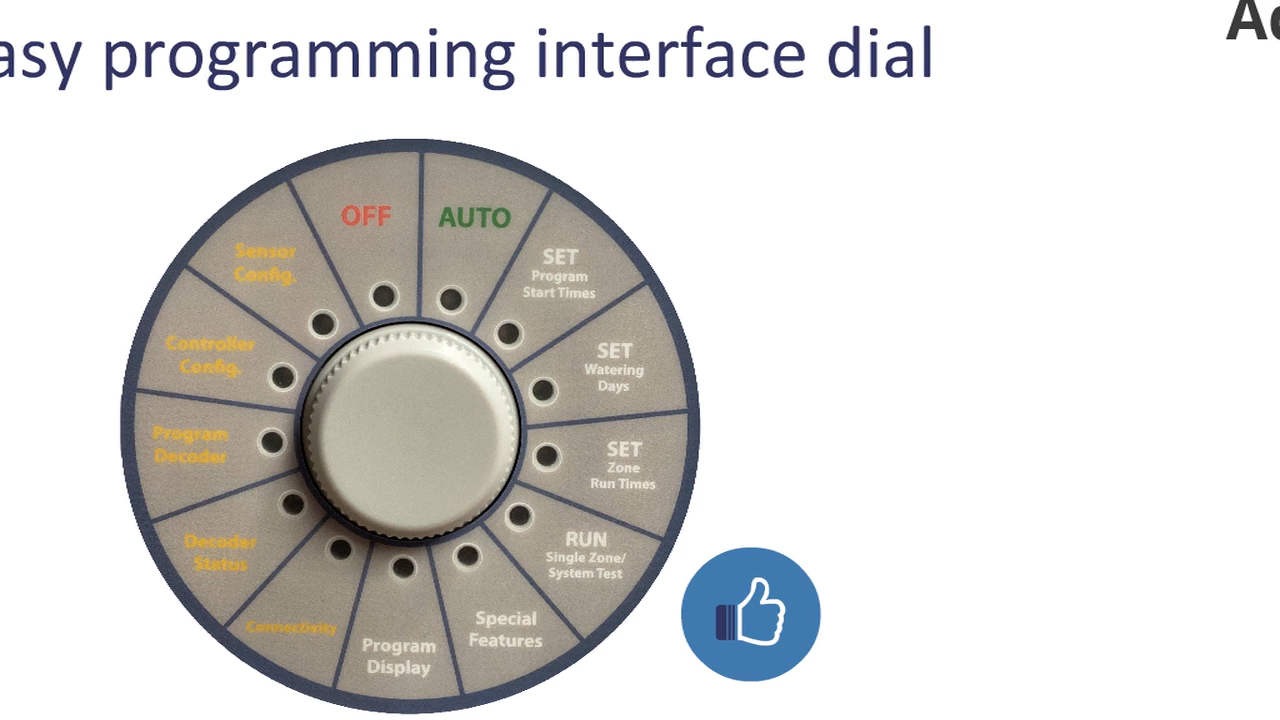 asy programming interface dial
Ac
OFF
AUTO
SET
Program
Start Times
SET
Watering
Days
SET
Zone
Run Times
RUN
Single Zone/
System Test
Special
Features
Program
Display
Connectivity
Decoder
Status
Program
Decoder
Controller
Config.
Sensor
Config.